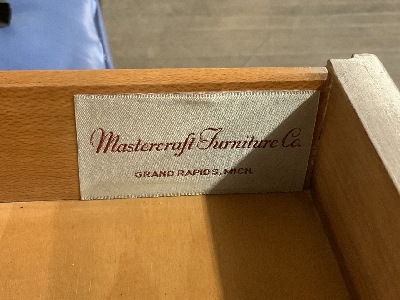 Mastercraft Furniture Co.
GRAND RAPIDS, MICH.